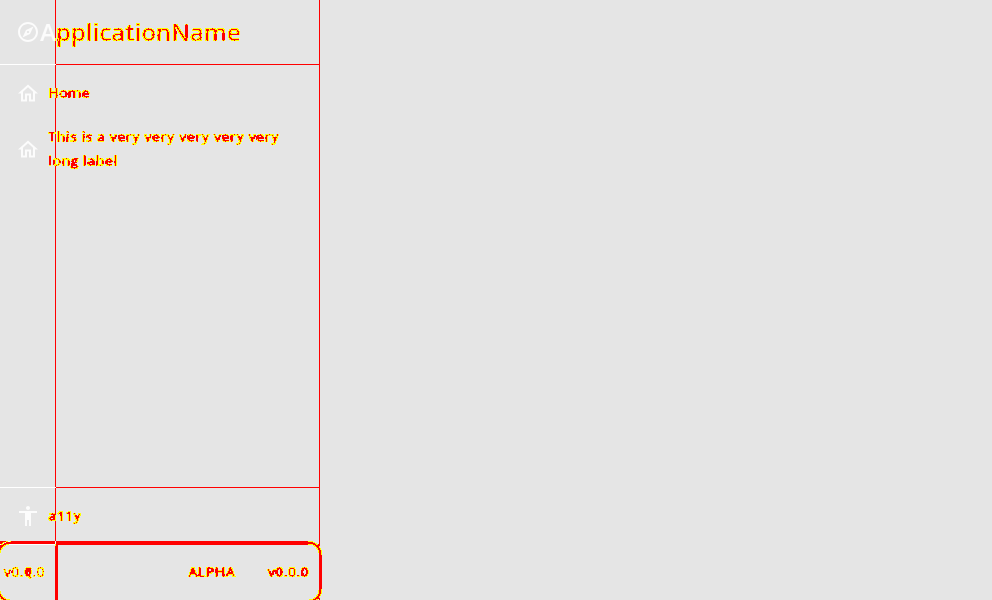 ApplicationName
Home
This is a very very very very very
long label
a11y
v0.0.0 ALPHA v0.0.0